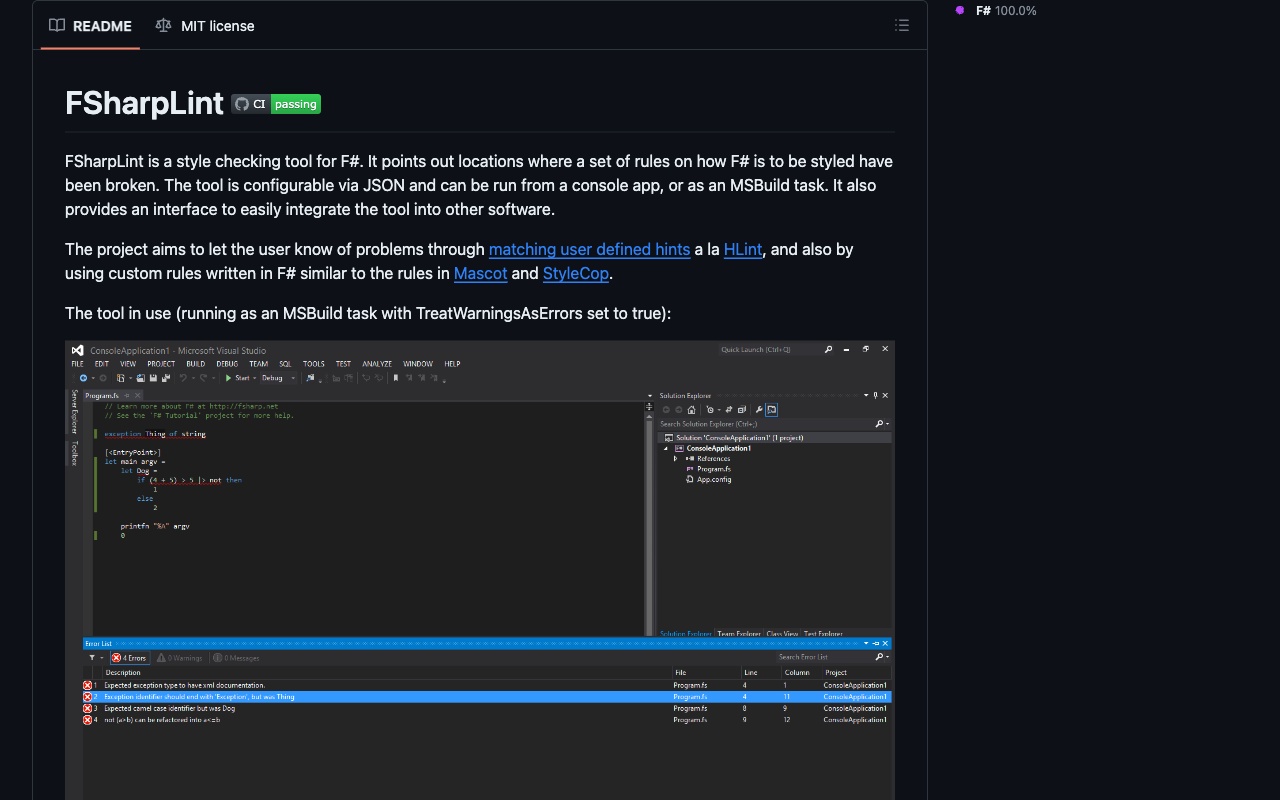 README
MIT license
F# 100.0%
FSharpLint
CI passing
FSharpLint is a style checking tool for F#. It points out locations where a set of rules on how F# is to be styled have
been broken. The tool is configurable via JSON and can be run from a console app, or as an MSBuild task. It also
provides an interface to easily integrate the tool into other software.
The project aims to let the user know of problems through matching user defined hints a la HLint, and also by
using custom rules written in F# similar to the rules in Mascot and StyleCop.
The tool in use (running as an MSBuild task with TreatWarningsAsErrors set to true):
ConsoleApplication1 - Microsoft Visual Studio
Quick Launch (Ctrl+Q)
FILE EDIT VIEW PROJECT BUILD DEBUG TEAM SQL TOOLS TEST ANALYZE WINDOW HELP
Start Debug
Server Explorer
Toolbox
Program.fs
// Learn more about F# at http://fsharp.net
// See the 'F# Tutorial' project for more help.
exception Thing of string
[<EntryPoint>]
let main argv =
let Dog =
if (4 + 5) > 5 |> not then
1
else
2
printfn "%A" argv
0
Solution Explorer
Search Solution Explorer (Ctrl+;)
Solution 'ConsoleApplication1' (1 project)
ConsoleApplication1
References
Program.fs
App.config
Solution Explorer Team Explorer Class View Test Explorer
Error List
4 Errors 0 Warnings 0 Messages
Search Error List
Description File Line Column Project
1 Expected exception type to have xml documentation. Program.fs 4 1 ConsoleApplication1
2 Exception identifier should end with 'Exception', but was Thing Program.fs 4 11 ConsoleApplication1
3 Expected camel case identifier but was Dog Program.fs 8 9 ConsoleApplication1
4 not (a>b) can be refactored into a<=b Program.fs 9 12 ConsoleApplication1